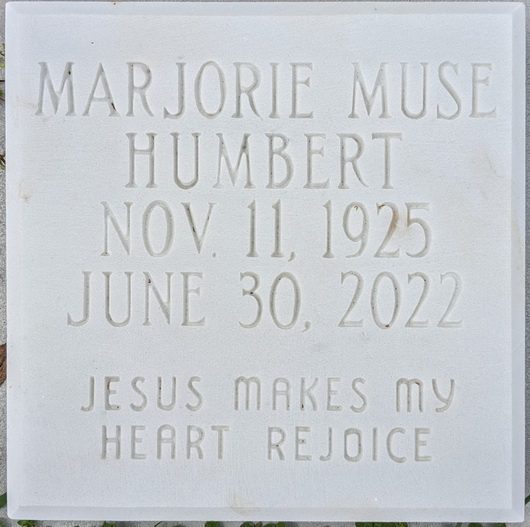 MARJORIE MUSE
HUMBERT
NOV. 11, 1925
JUNE 30, 2022
JESUS MAKES MY
HEART REJOICE